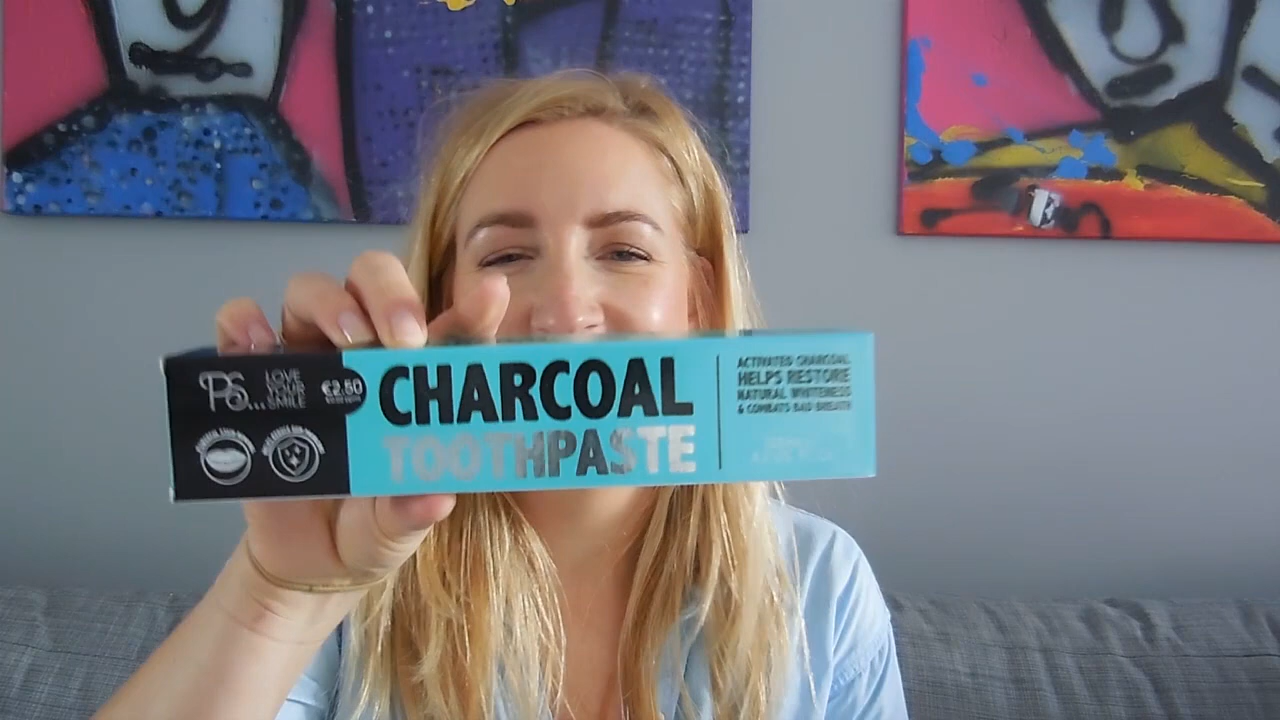 PS...
LOVE
YOUR
SMILE
€2.50
CHARCOAL
TOOTHPASTE
ACTIVATED CHARCOAL
HELPS RESTORE
NATURAL WHITENESS
& COMBATS BAD BREATH